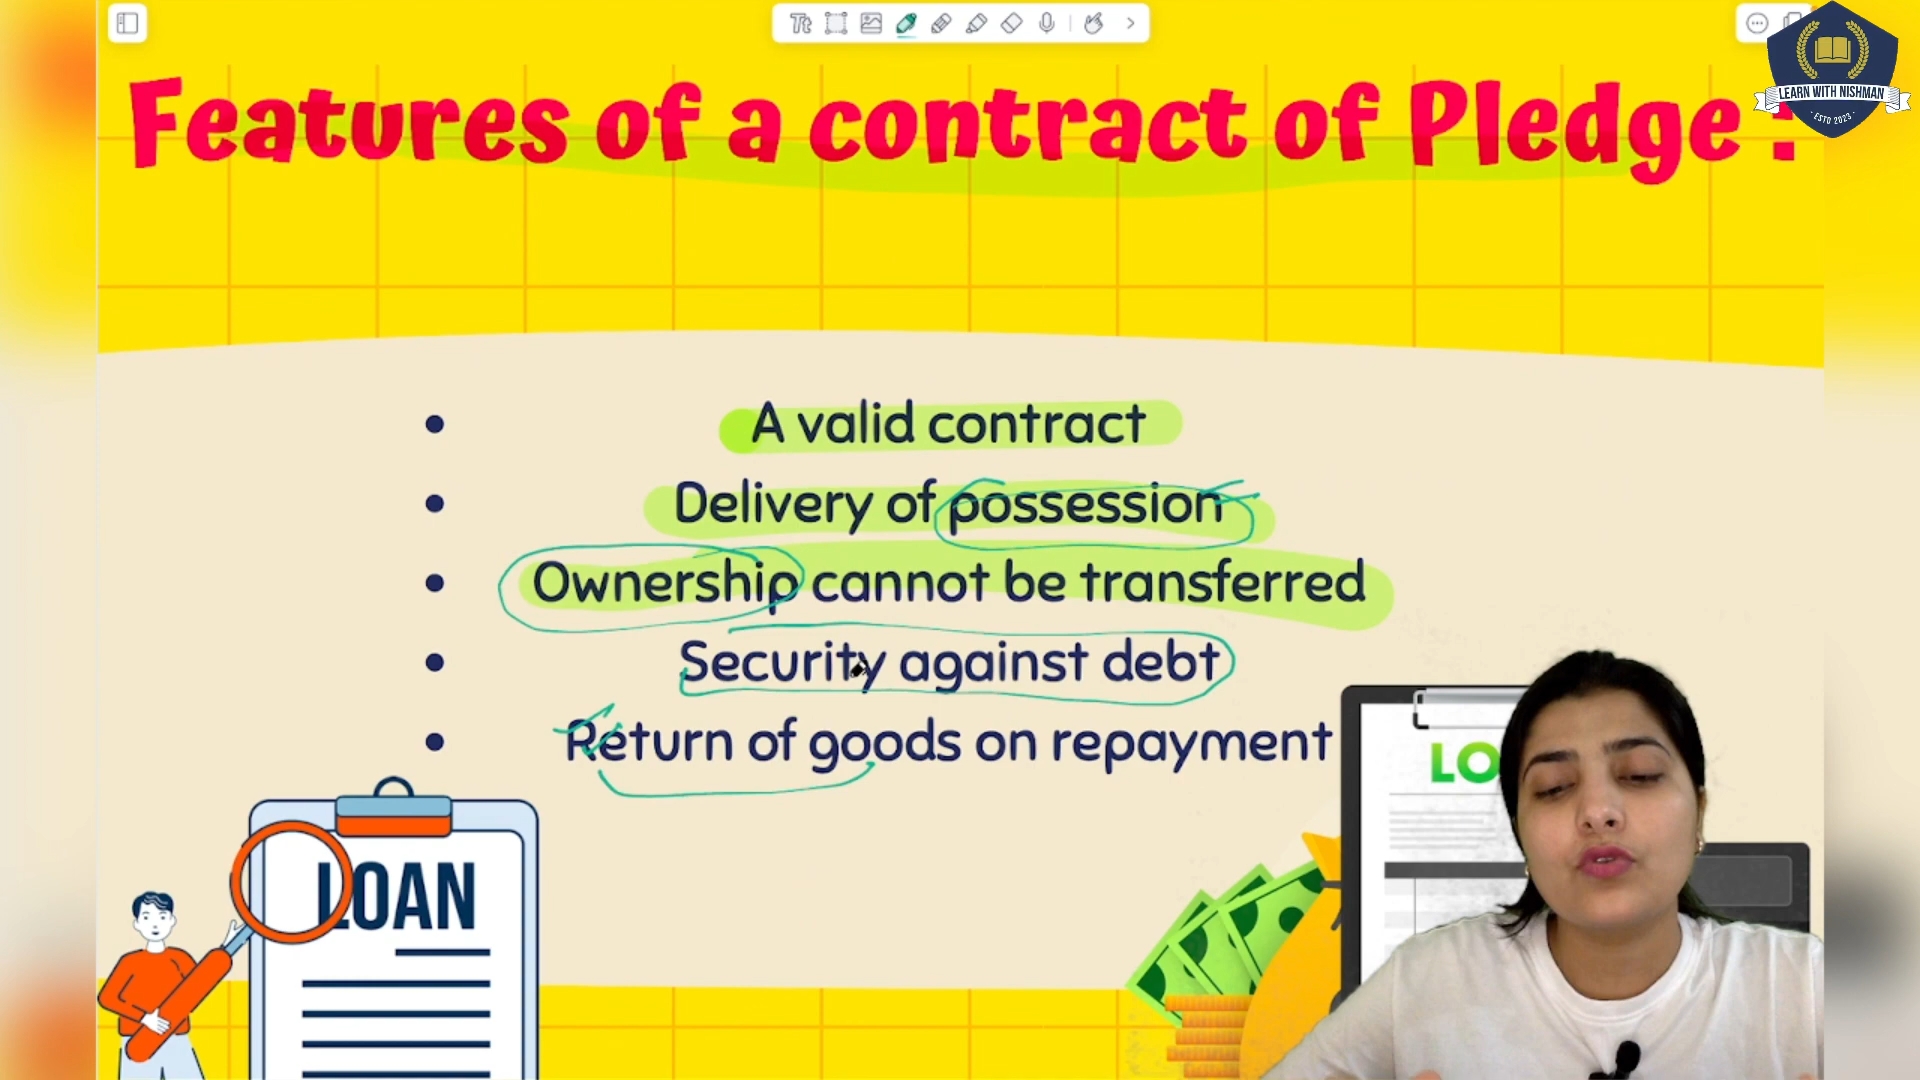 Tt
LEARN WITH NISHMAN
· ESTD 2023 ·
Features of a contract of Pledge :
• A valid contract
• Delivery of possession
• Ownership cannot be transferred
• Security against debt
• Return of goods on repayment
LOAN
LO